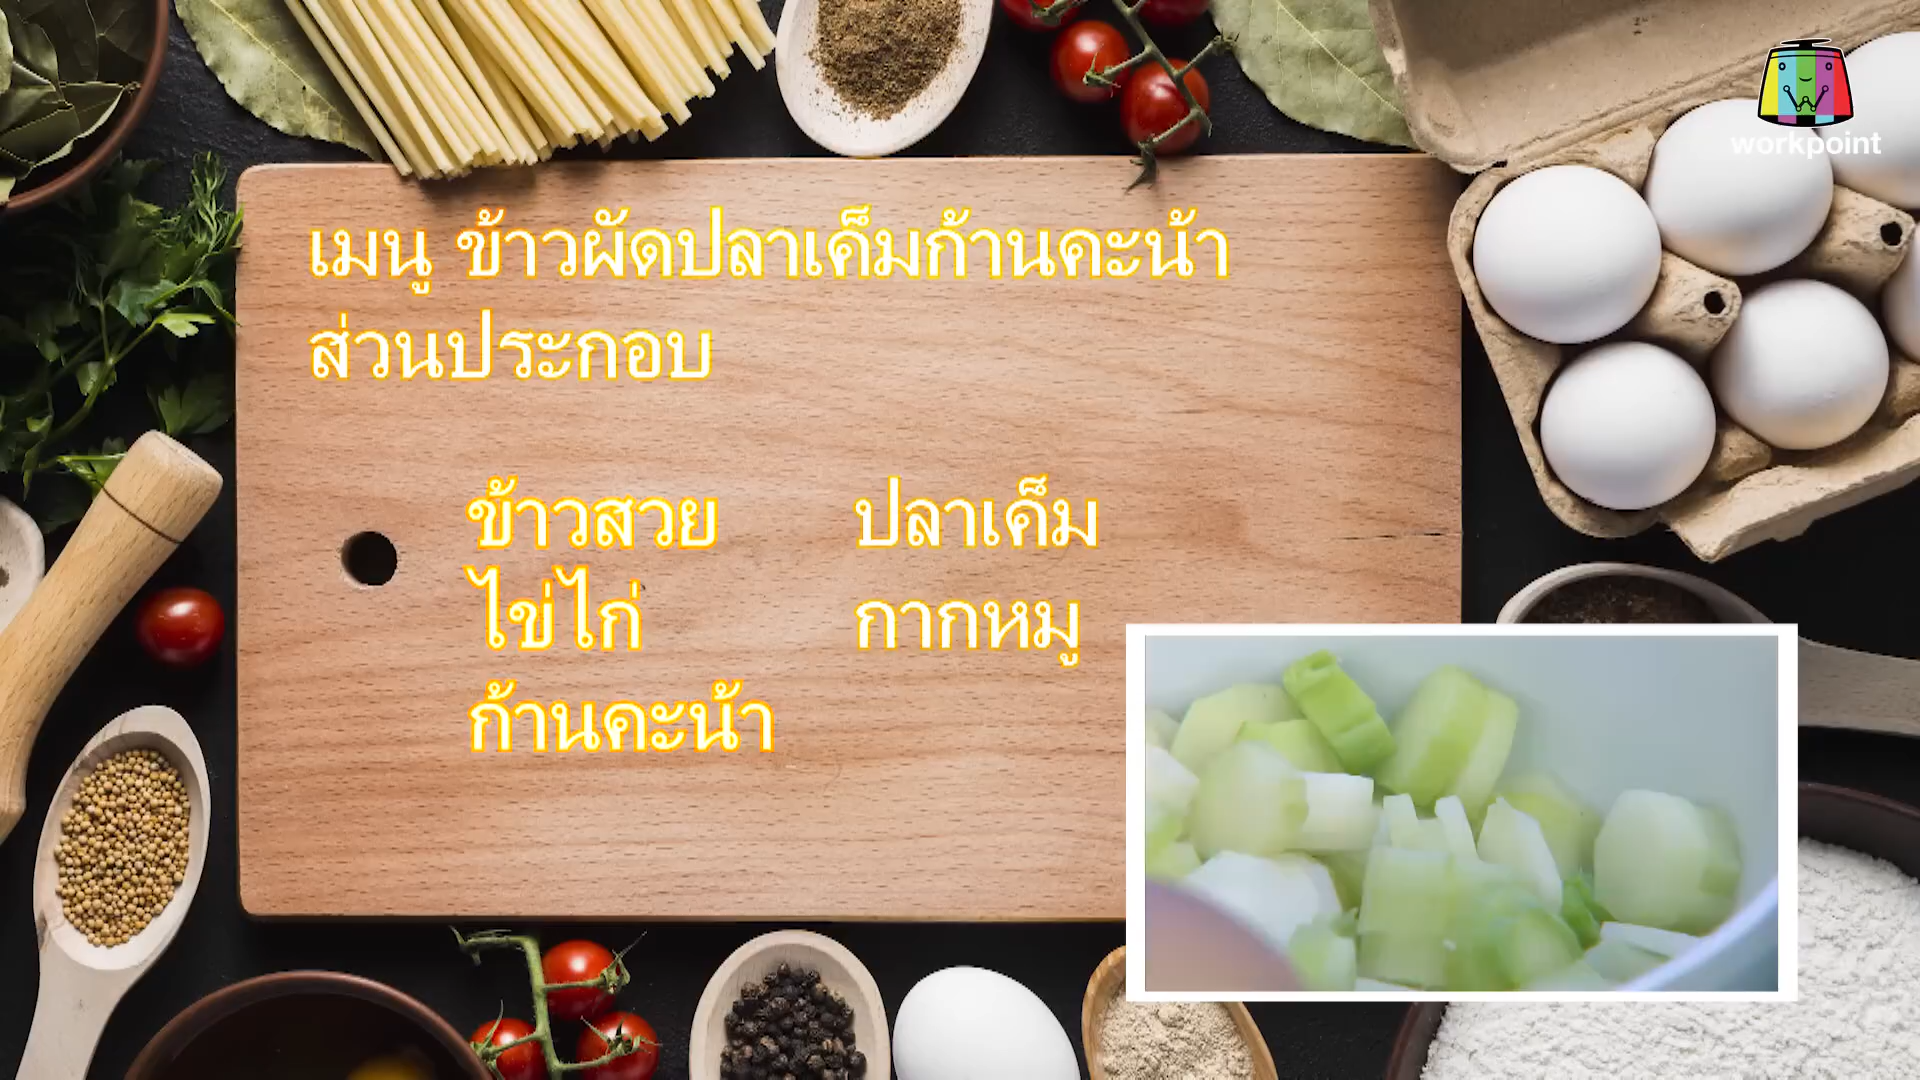 workpoint
เมนู ข้าวผัดปลาเค็มก้านคะน้า
ส่วนประกอบ
ข้าวสวย ปลาเค็ม
ไข่ไก่ กากหมู
ก้านคะน้า